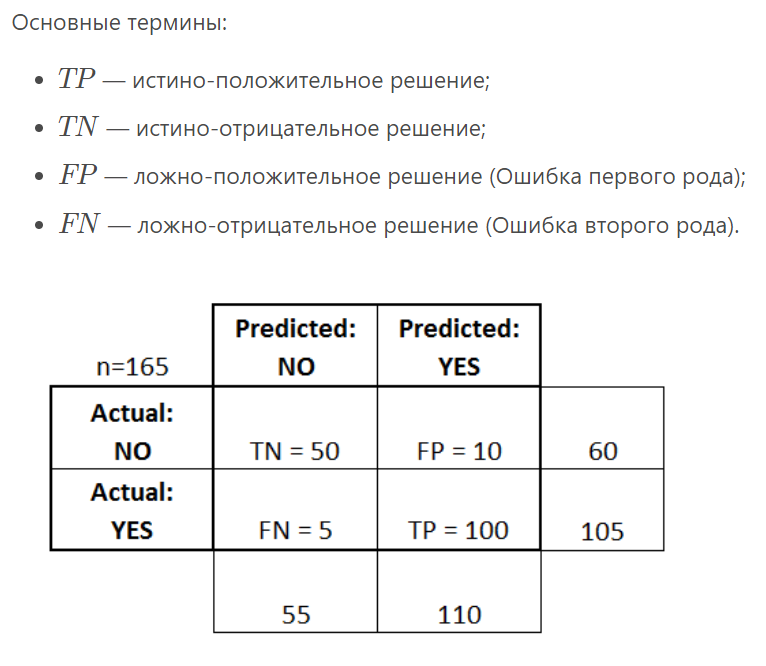 Основные термины:
TP — истино-положительное решение;
TN — истино-отрицательное решение;
FP — ложно-положительное решение (Ошибка первого рода);
FN — ложно-отрицательное решение (Ошибка второго рода).
Predicted: Predicted:
n=165 NO YES
Actual:
NO TN = 50 FP = 10 60
Actual:
YES FN = 5 TP = 100 105
55 110